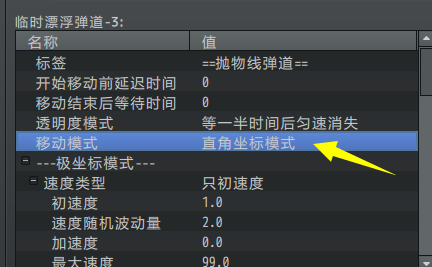 临时漂浮弹道-3:
名称 值
标签 ==抛物线弹道==
开始移动前延迟时间 0
移动结束后等待时间 0
透明度模式 等一半时间后匀速消失
移动模式 直角坐标模式
---极坐标模式---
速度类型 只初速度
初速度 1.0
速度随机波动量 2.0
加速度 0.0
最大速度 99.0